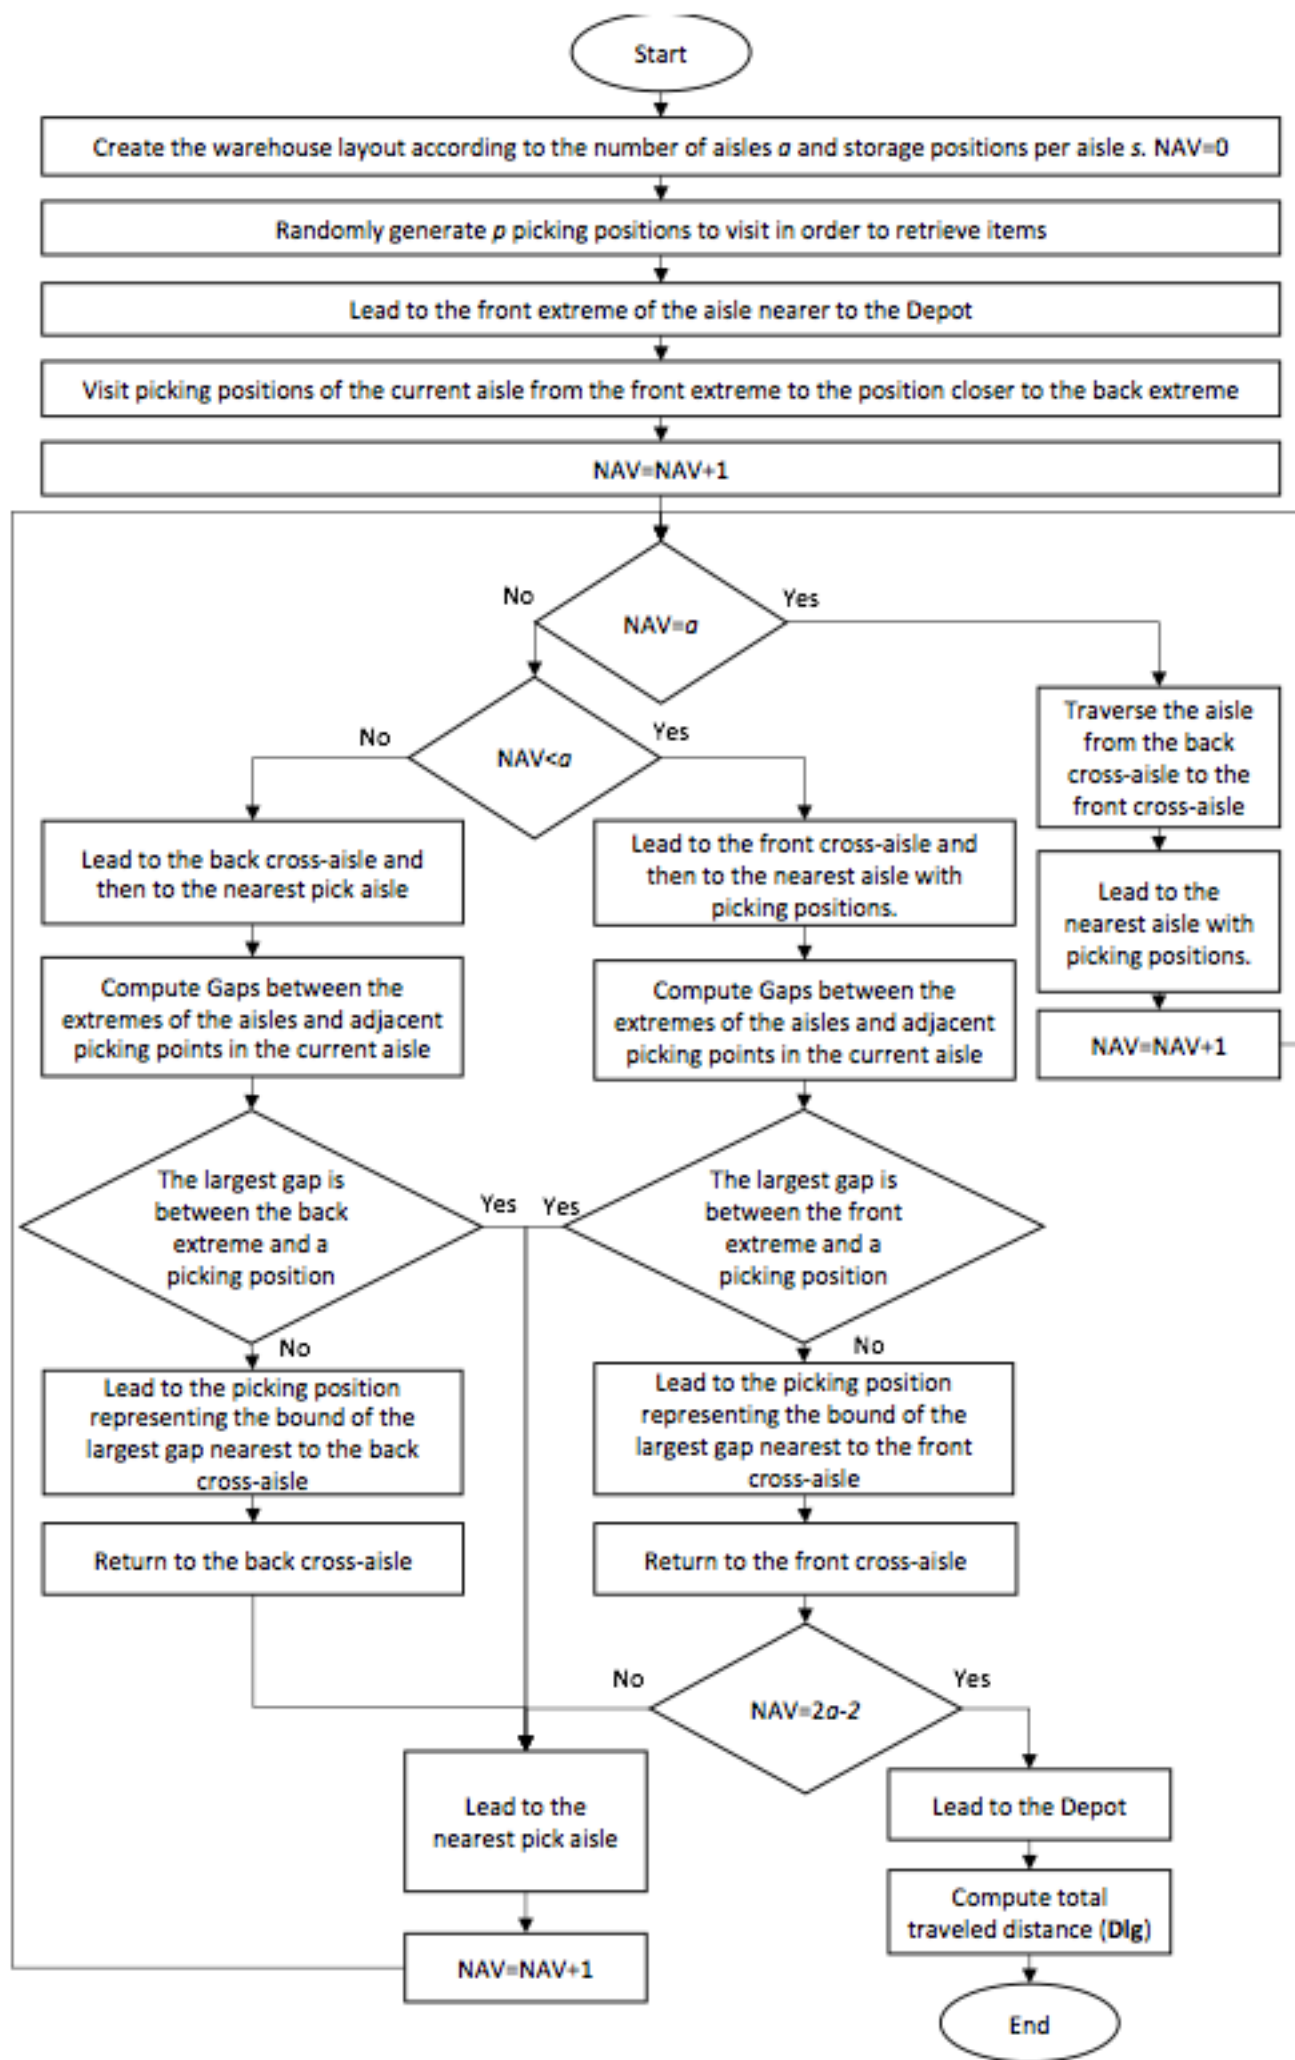 Start
Create the warehouse layout according to the number of aisles a and storage positions per aisle s. NAV=0
Randomly generate p picking positions to visit in order to retrieve items
Lead to the front extreme of the aisle nearer to the Depot
Visit picking positions of the current aisle from the front extreme to the position closer to the back extreme
NAV=NAV+1
No
Yes
NAV=a
No
Yes
NAV<a
Traverse the aisle
from the back
cross-aisle to the
front cross-aisle
Lead to the back cross-aisle and
then to the nearest pick aisle
Lead to the front cross-aisle and
then to the nearest aisle with
picking positions.
Lead to the
nearest aisle with
picking positions.
Compute Gaps between the
extremes of the aisles and adjacent
picking points in the current aisle
Compute Gaps between the
extremes of the aisles and adjacent
picking points in the current aisle
NAV=NAV+1
The largest gap is
between the back
extreme and a
picking position
Yes
Yes
The largest gap is
between the front
extreme and a
picking position
No
No
Lead to the picking position
representing the bound of the
largest gap nearest to the back
cross-aisle
Lead to the picking position
representing the bound of the
largest gap nearest to the front
cross-aisle
Return to the back cross-aisle
Return to the front cross-aisle
No
Yes
NAV=2a-2
Lead to the
nearest pick aisle
Lead to the Depot
Compute total
traveled distance (Dlg)
NAV=NAV+1
End